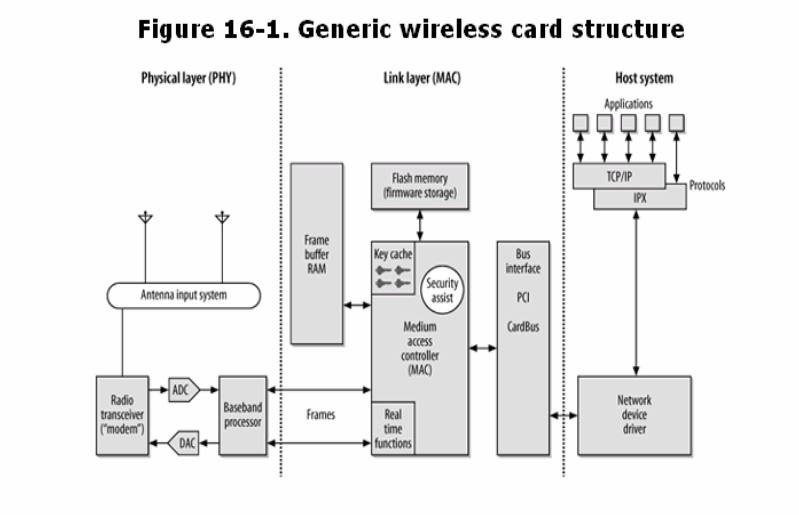 Figure 16-1. Generic wireless card structure
Physical layer (PHY)
Link layer (MAC)
Host system
Applications
TCP/IP
IPX
Protocols
Flash memory
(firmware storage)
Frame
buffer
RAM
Key cache
Security
assist
Medium
access
controller
(MAC)
Real
time
functions
Bus
interface
PCI
CardBus
Antenna input system
Radio
transceiver
("modem")
ADC
DAC
Baseband
processor
Frames
Network
device
driver